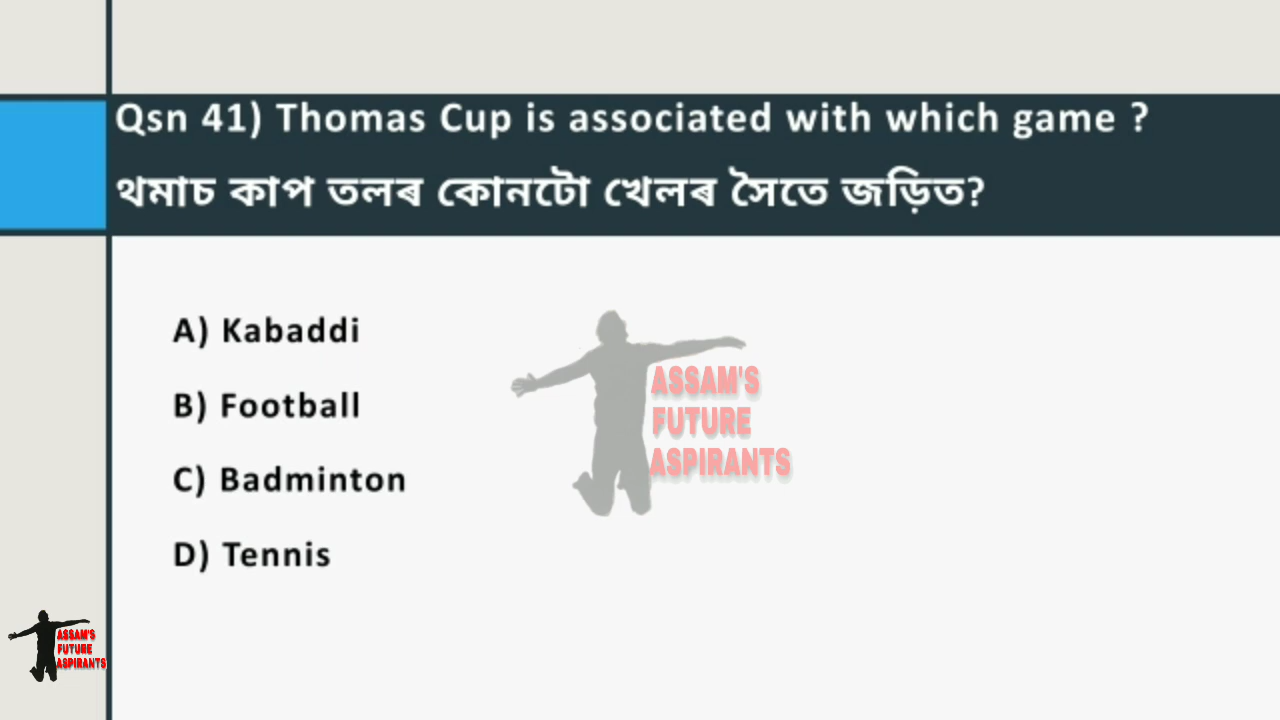 Qsn 41) Thomas Cup is associated with which game ?
থমাচ কাপ তলৰ কোনটো খেলৰ সৈতে জড়িত?
A) Kabaddi
B) Football
C) Badminton
D) Tennis
ASSAM'S
FUTURE
ASPIRANTS
ASSAM'S
FUTURE
ASPIRANTS